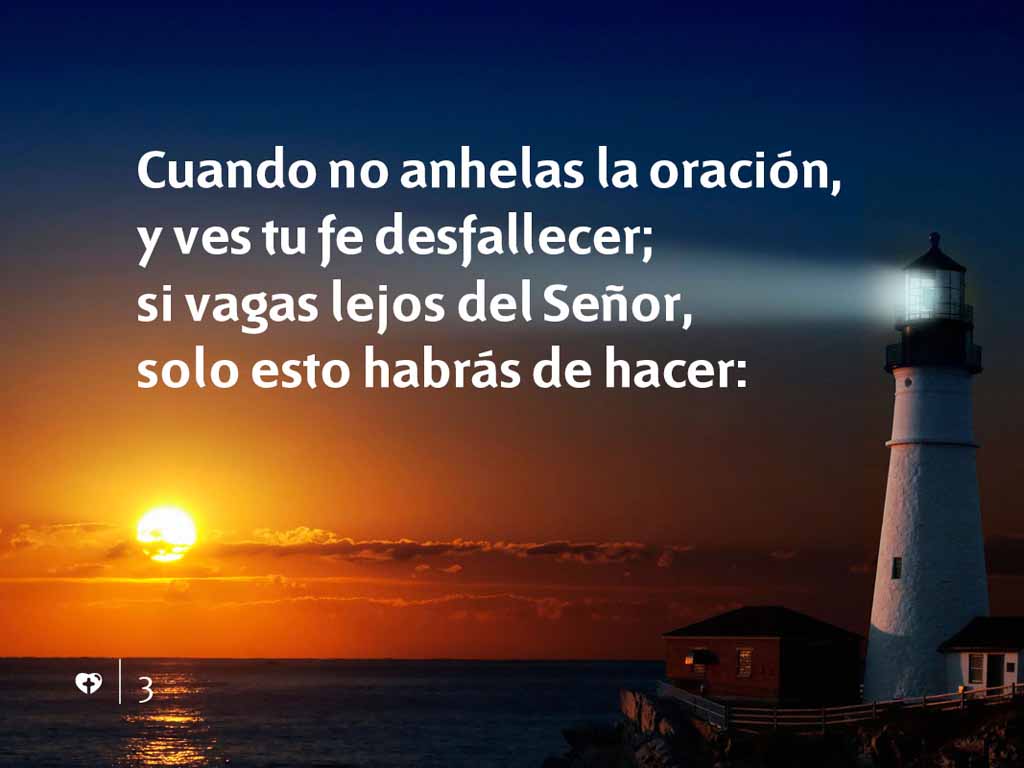 Cuando no anhelas la oración,
y ves tu fe desfallecer;
si vagas lejos del Señor,
solo esto habrás de hacer:
3